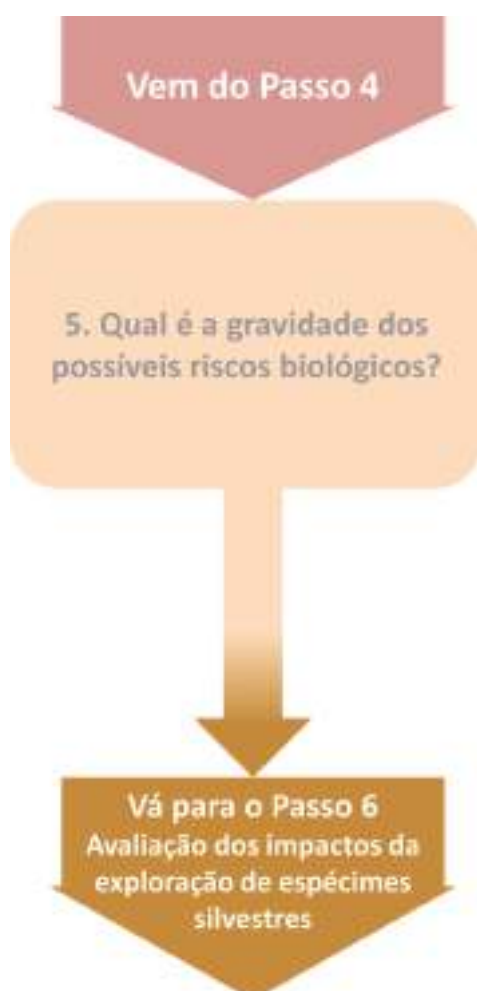 Vem do Passo 4
5. Qual é a gravidade dos
possíveis riscos biológicos?
Vá para o Passo 6
Avaliação dos impactos da
exploração de espécimes
silvestres